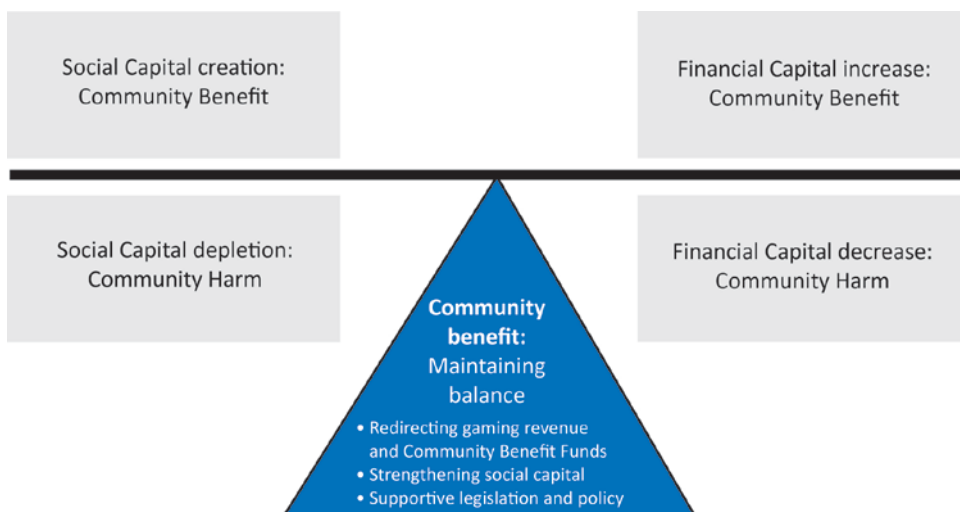 Social Capital creation:
Community Benefit
Financial Capital increase:
Community Benefit
Social Capital depletion:
Community Harm
Financial Capital decrease:
Community Harm
Community
benefit:
Maintaining
balance
• Redirecting gaming revenue
and Community Benefit Funds
• Strengthening social capital
• Supportive legislation and policy